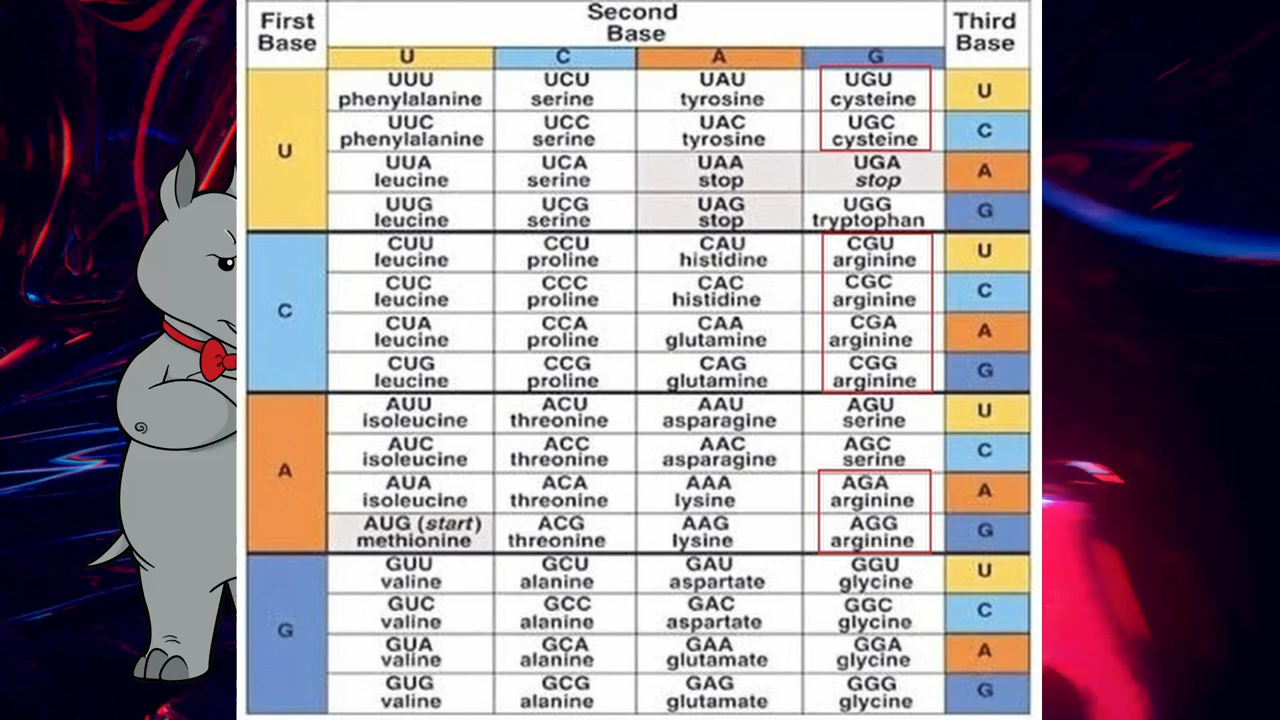 First Base
Second Base
Third Base
U C A G
U
UUU UCU UAU UGU
phenylalanine serine tyrosine cysteine
U
UUC UCC UAC UGC
phenylalanine serine tyrosine cysteine
C
UUA UCA UAA UGA
leucine serine stop stop
A
UUG UCG UAG UGG
leucine serine stop tryptophan
G
C
CUU CCU CAU CGU
leucine proline histidine arginine
U
CUC CCC CAC CGC
leucine proline histidine arginine
C
CUA CCA CAA CGA
leucine proline glutamine arginine
A
CUG CCG CAG CGG
leucine proline glutamine arginine
G
A
AUU ACU AAU AGU
isoleucine threonine asparagine serine
U
AUC ACC AAC AGC
isoleucine threonine asparagine serine
C
AUA ACA AAA AGA
isoleucine threonine lysine arginine
A
AUG (start) ACG AAG AGG
methionine threonine lysine arginine
G
G
GUU GCU GAU GGU
valine alanine aspartate glycine
U
GUC GCC GAC GGC
valine alanine aspartate glycine
C
GUA GCA GAA GGA
valine alanine glutamate glycine
A
GUG GCG GAG GGG
valine alanine glutamate glycine
G